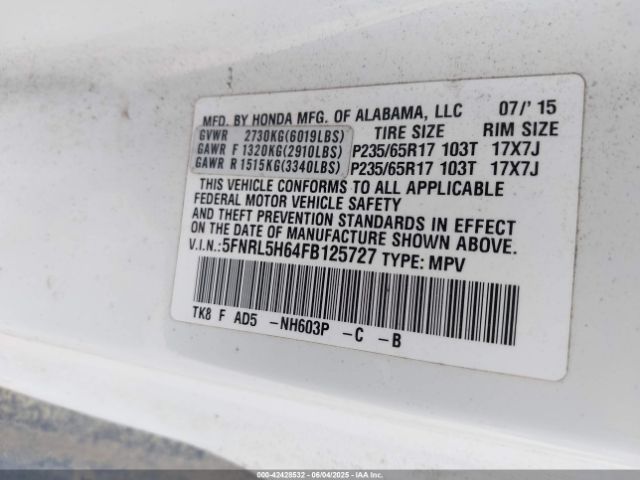 MFD. BY HONDA MFG. OF ALABAMA, LLC 07/' 15
GVWR 2730KG(6019LBS) TIRE SIZE RIM SIZE
GAWR F 1320KG(2910LBS) P235/65R17 103T 17X7J
GAWR R 1515KG(3340LBS) P235/65R17 103T 17X7J
THIS VEHICLE CONFORMS TO ALL APPLICABLE
FEDERAL MOTOR VEHICLE SAFETY
AND THEFT PREVENTION STANDARDS IN EFFECT
ON THE DATE OF MANUFACTURE SHOWN ABOVE.
V.I.N.:5FNRL5H64FB125727 TYPE: MPV
TK8 F AD5 -NH603P -C -B
000-42428532 - 06/04/2025 - IAAI